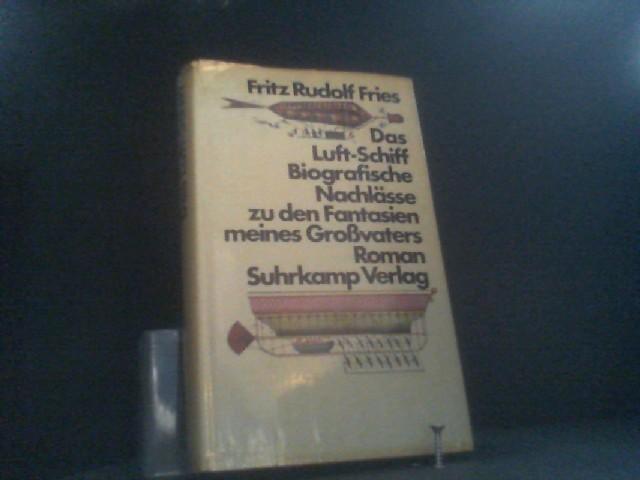 Fritz Rudolf Fries
Das
Luft-Schiff
Biografische
Nachlässe
zu den Fantasien
meines Großvaters
Roman
Suhrkamp Verlag